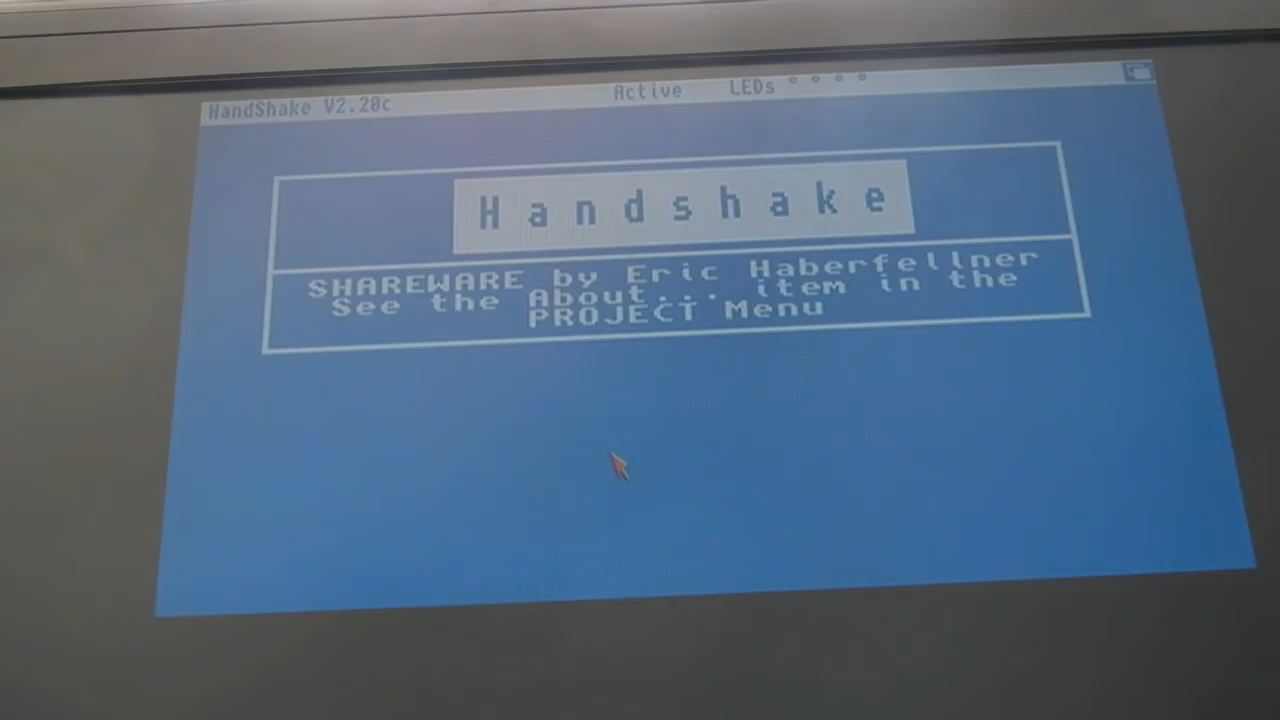 HandShake V2.20c Active LEDs
Handshake
SHAREWARE by Eric Haberfellner
See the About... item in the
PROJECT Menu